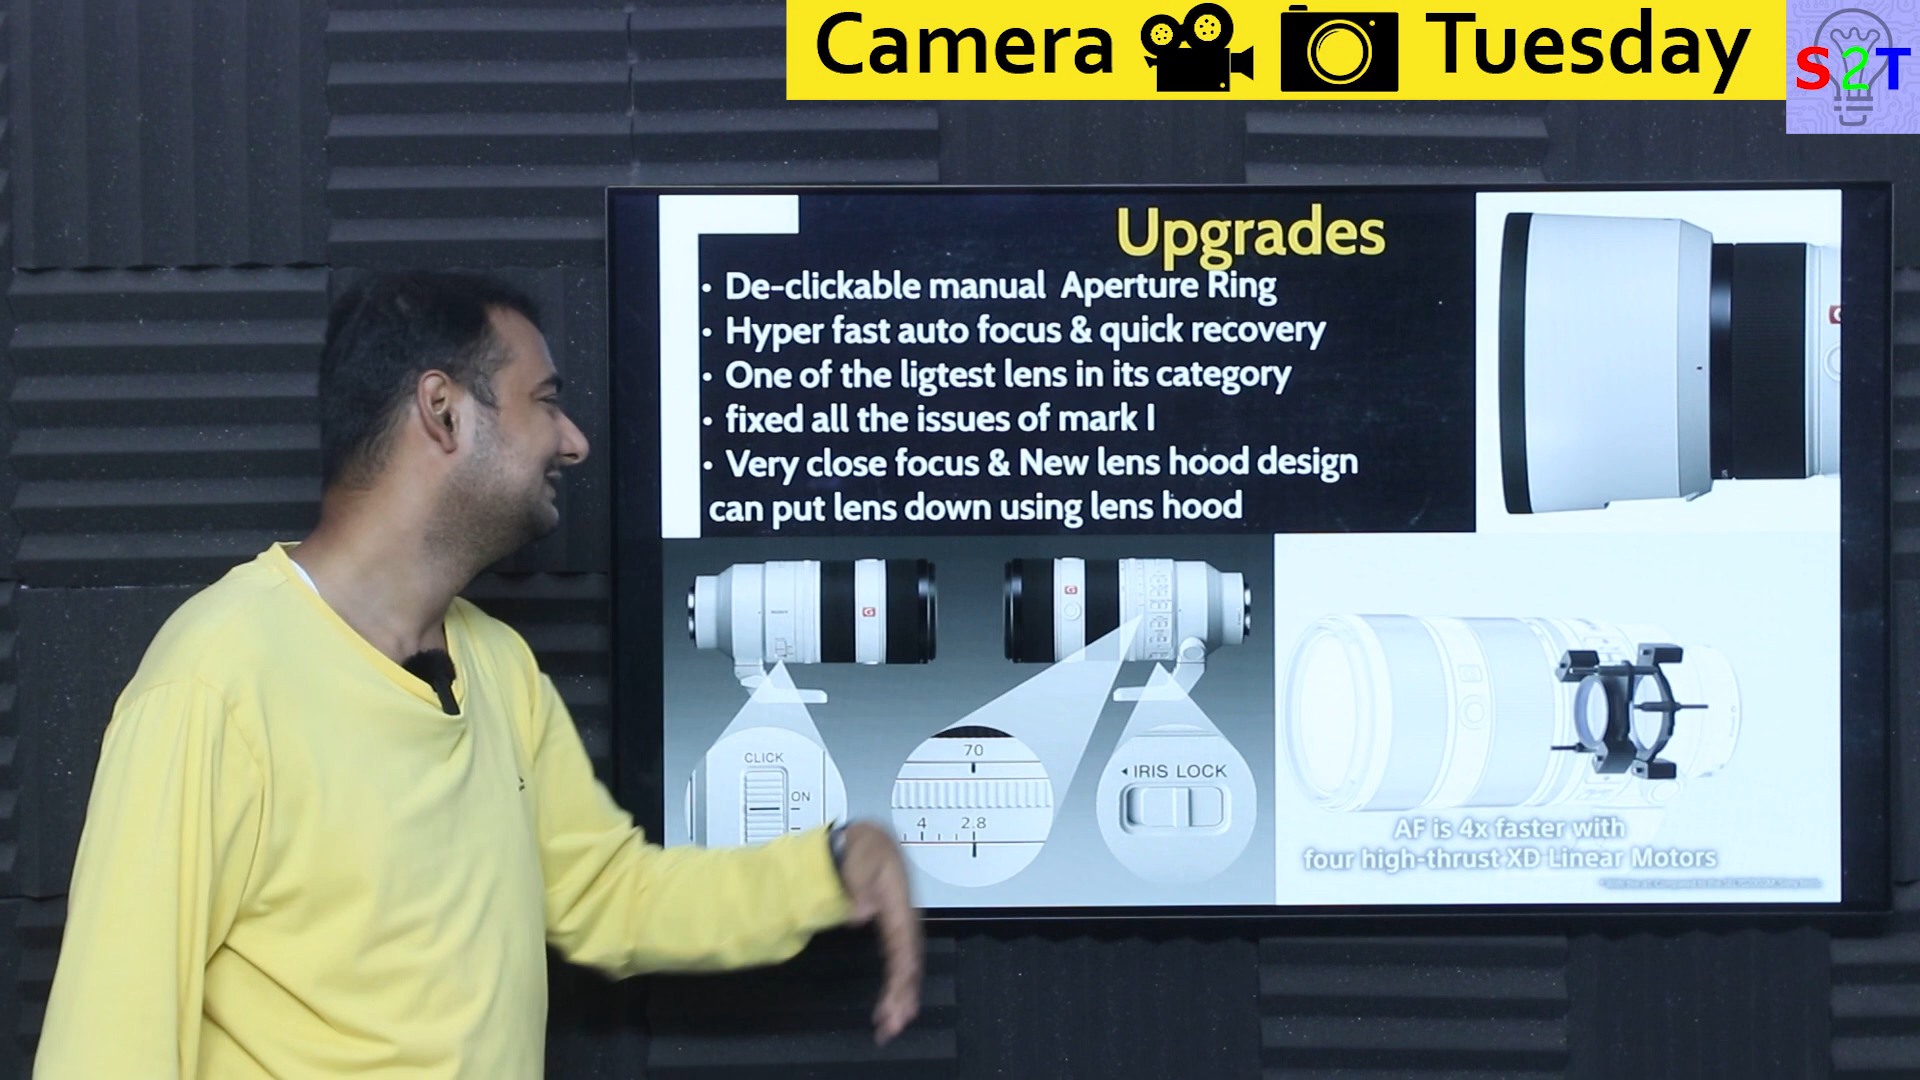 Camera Tuesday
S2T
Upgrades
• De-clickable manual Aperture Ring
• Hyper fast auto focus & quick recovery
• One of the ligtest lens in its category
• fixed all the issues of mark I
• Very close focus & New lens hood design
can put lens down using lens hood
G
G
CLICK
ON
70
4 2.8
IRIS LOCK
AF is 4x faster with
four high-thrust XD Linear Motors